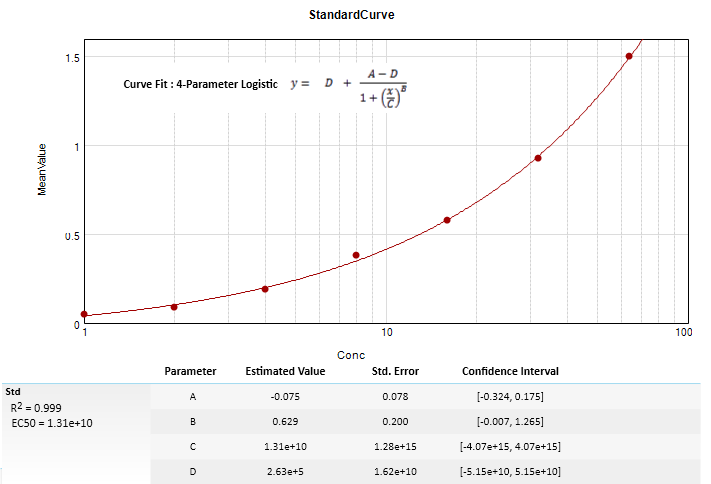 StandardCurve
Curve Fit : 4-Parameter Logistic y = D + A – D
1 + (x/C)^B
1.5
1
0.5
0
MeanValue
1 10 100
Conc
Parameter Estimated Value Std. Error Confidence Interval
Std
R2 = 0.999
EC50 = 1.31e+10
A -0.075 0.078 [-0.324, 0.175]
B 0.629 0.200 [-0.007, 1.265]
C 1.31e+10 1.28e+15 [-4.07e+15, 4.07e+15]
D 2.63e+5 1.62e+10 [-5.15e+10, 5.15e+10]